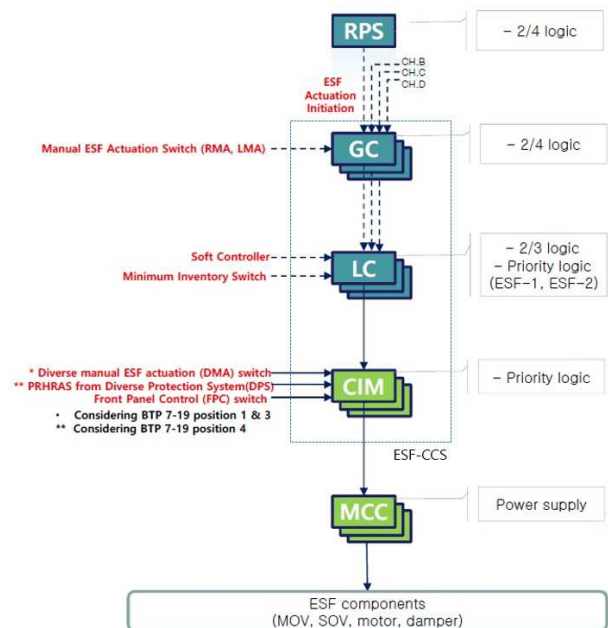 RPS
– 2/4 logic
CH.B
CH.C
CH.D
ESF
Actuation
Initiation
Manual ESF Actuation Switch (RMA, LMA)
GC
– 2/4 logic
Soft Controller
Minimum Inventory Switch
LC
– 2/3 logic
– Priority logic
(ESF-1, ESF-2)
* Diverse manual ESF actuation (DMA) switch
** PRHRAS from Diverse Protection System(DPS)
Front Panel Control (FPC) switch
CIM
– Priority logic
• Considering BTP 7-19 position 1 & 3
** Considering BTP 7-19 position 4
ESF-CCS
MCC
Power supply
ESF components
(MOV, SOV, motor, damper)